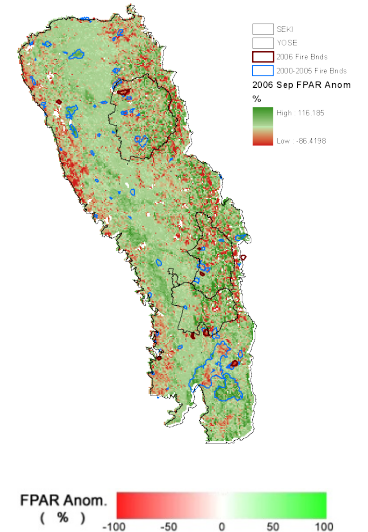 SEKI
YOSE
2006 Fire Bnds
2000-2005 Fire Bnds
2006 Sep FPAR Anom
%
High : 116.185
Low : -86.4198
FPAR Anom.
( % )
-100 -50 0 50 100